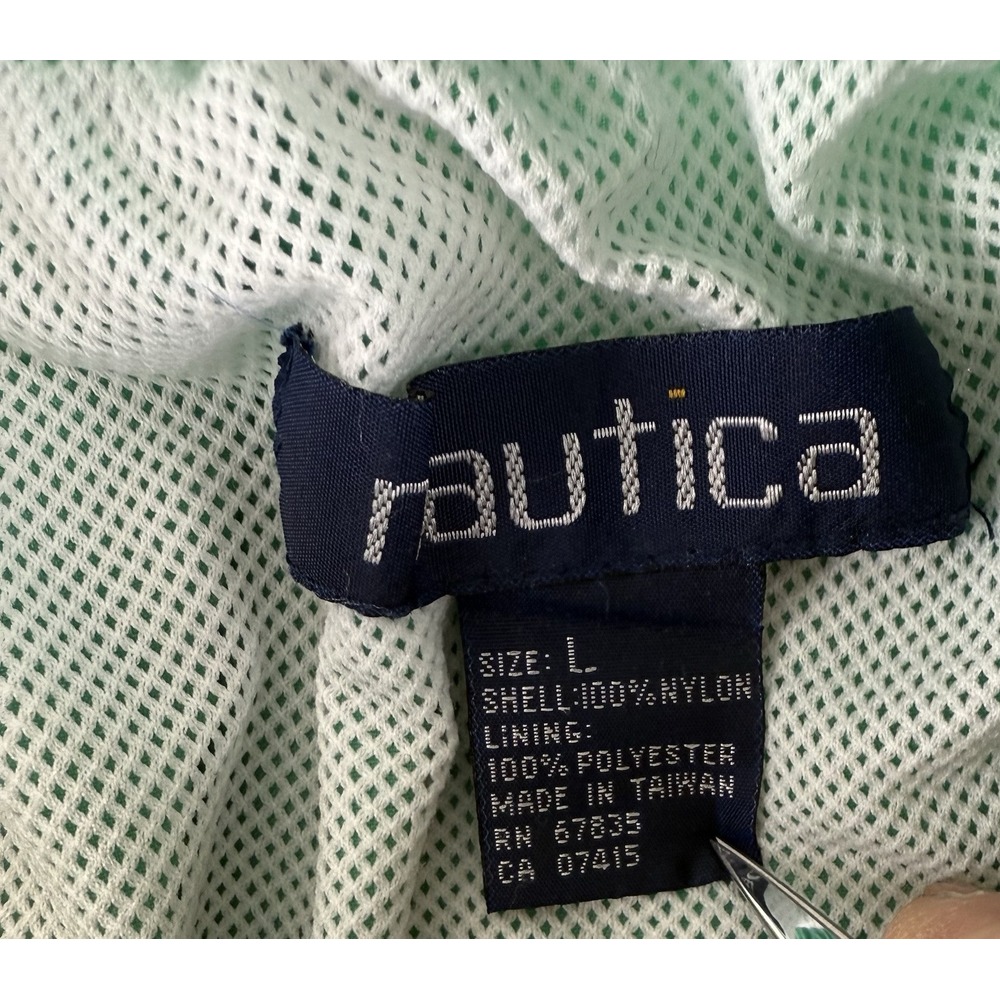 nautica
SIZE: L
SHELL:100%NYLON
LINING:
100% POLYESTER
MADE IN TAIWAN
RN 67835
CA 07415